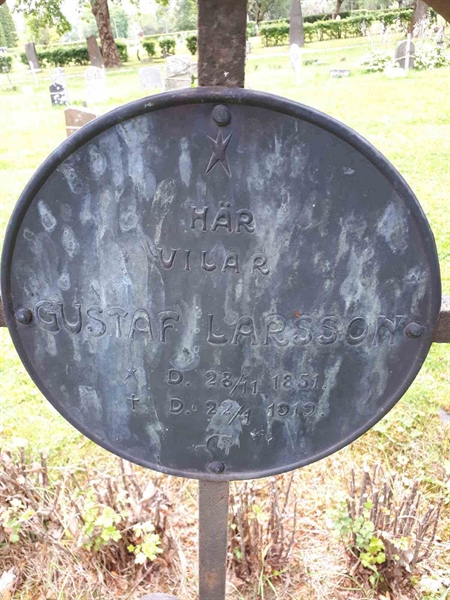 HÄR
VILAR
GUSTAF LARSSON
* D. 28/11 1851.
† D. 22/4 1919.